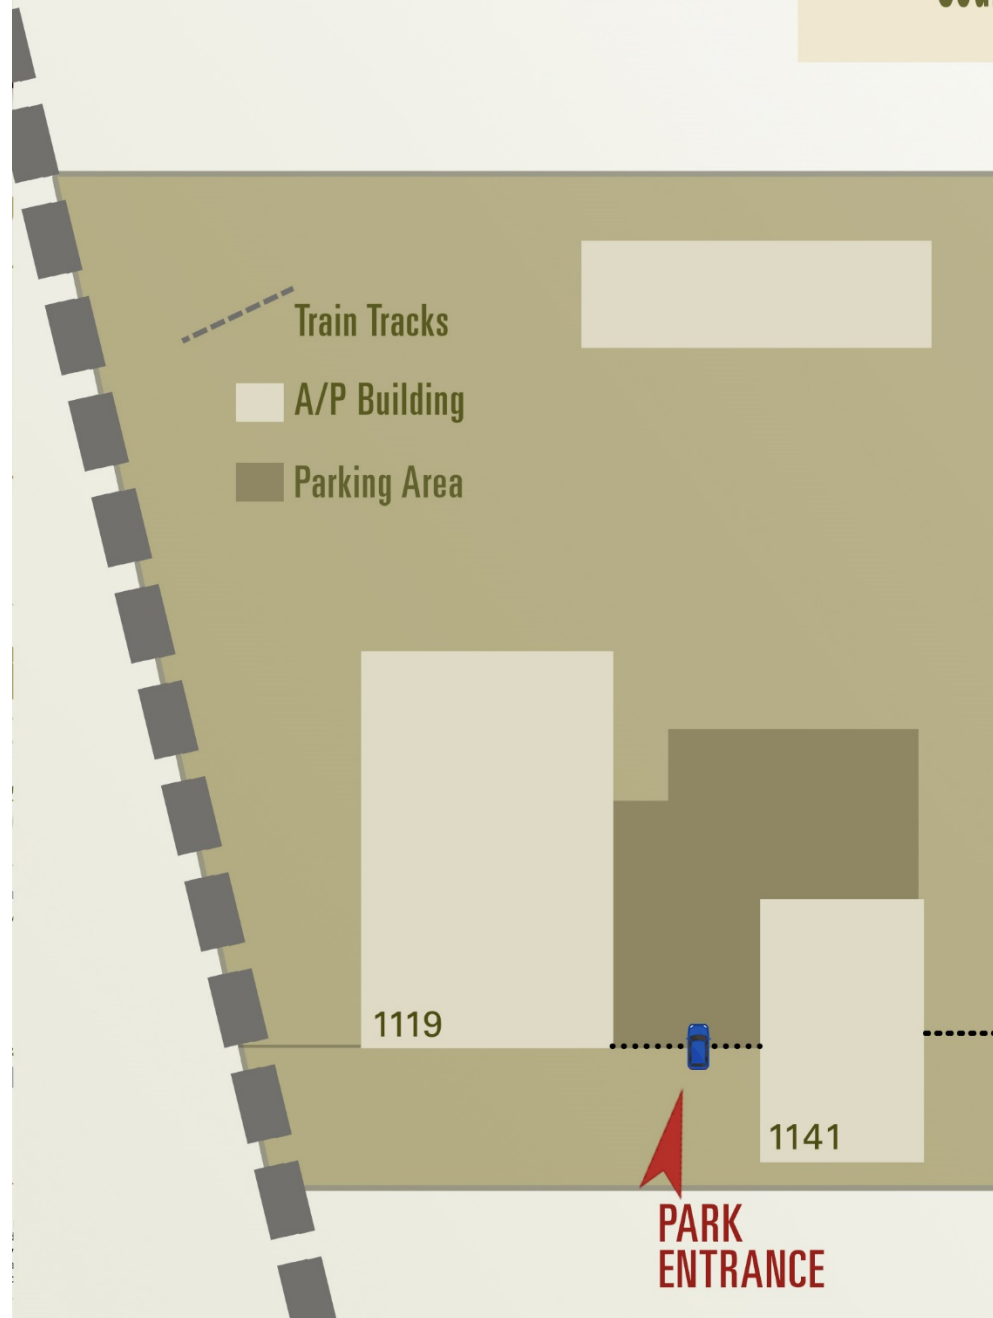 Train Tracks
A/P Building
Parking Area
1119
1141
PARK
ENTRANCE